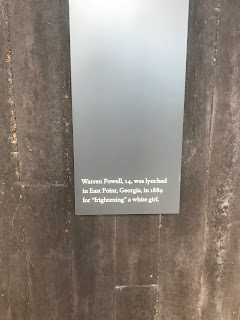 Warren Powell, 14, was lynched
in East Point, Georgia, in 1889
for "frightening" a white girl.